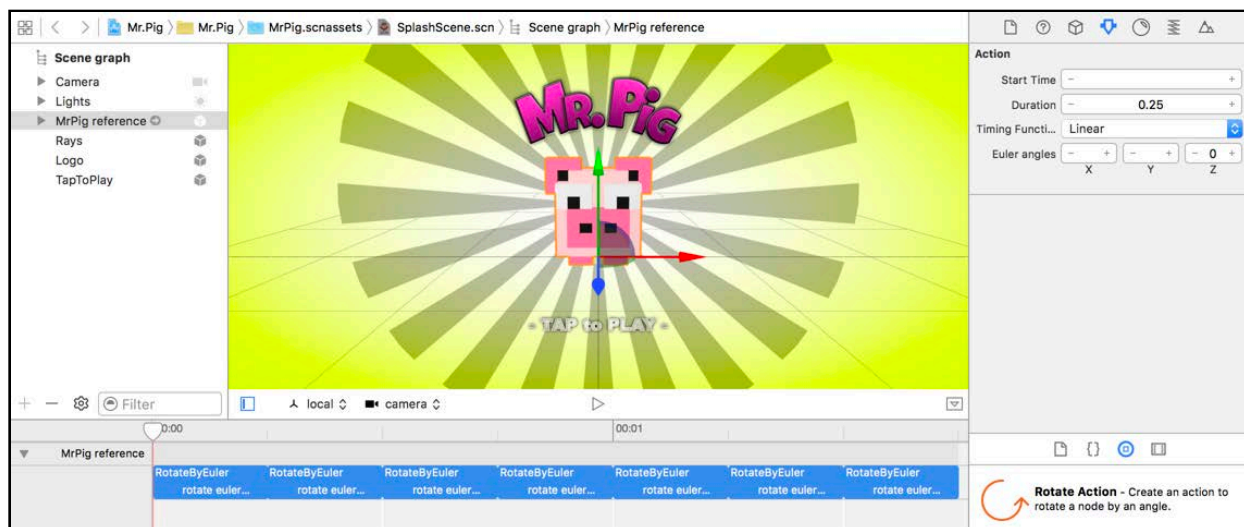 Mr.Pig Mr.Pig MrPig.scnassets SplashScene.scn Scene graph MrPig reference
Scene graph
Camera
Lights
MrPig reference
Rays
Logo
TapToPlay
Filter
MR.PIG
- TAP to PLAY -
local camera
Action
Start Time
Duration 0.25
Timing Functi... Linear
Euler angles 0
X Y Z
0:00 00:01
MrPig reference
RotateByEuler RotateByEuler RotateByEuler RotateByEuler RotateByEuler RotateByEuler RotateByEuler
rotate euler... rotate euler... rotate euler... rotate euler... rotate euler... rotate euler... rotate euler...
{}
Rotate Action - Create an action to
rotate a node by an angle.